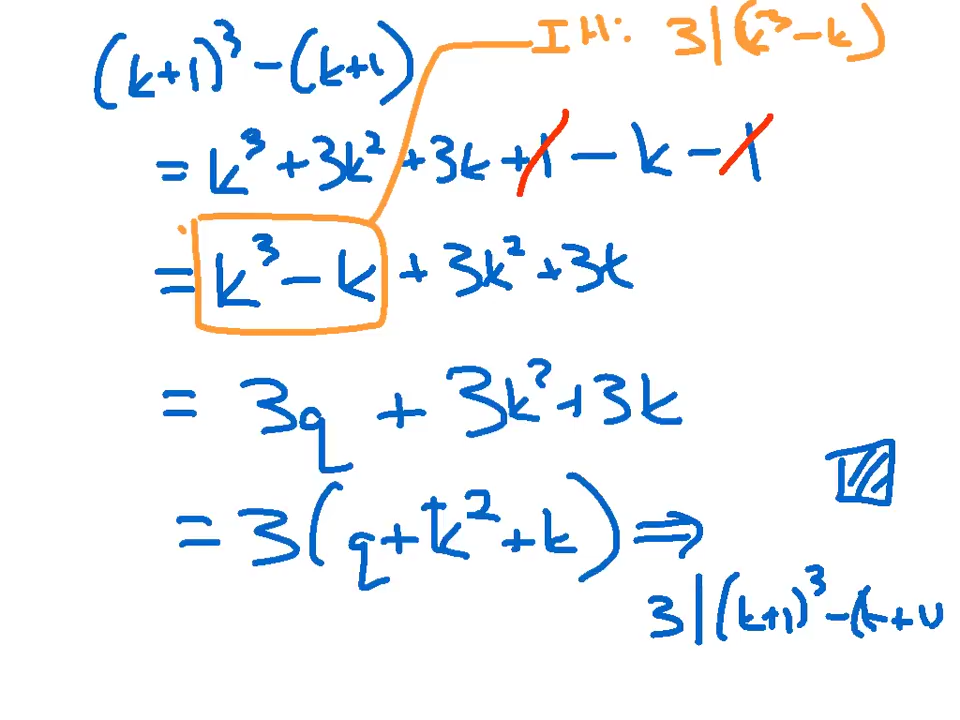 IH: 3|(k³-k)
(k+1)³-(k+1)
= k³+3k²+3k+1-k-1
= k³-k+3k²+3k
= 3q+3k²+3k
= 3(q+k²+k) ⇒
3|(k+1)³-(k+1)